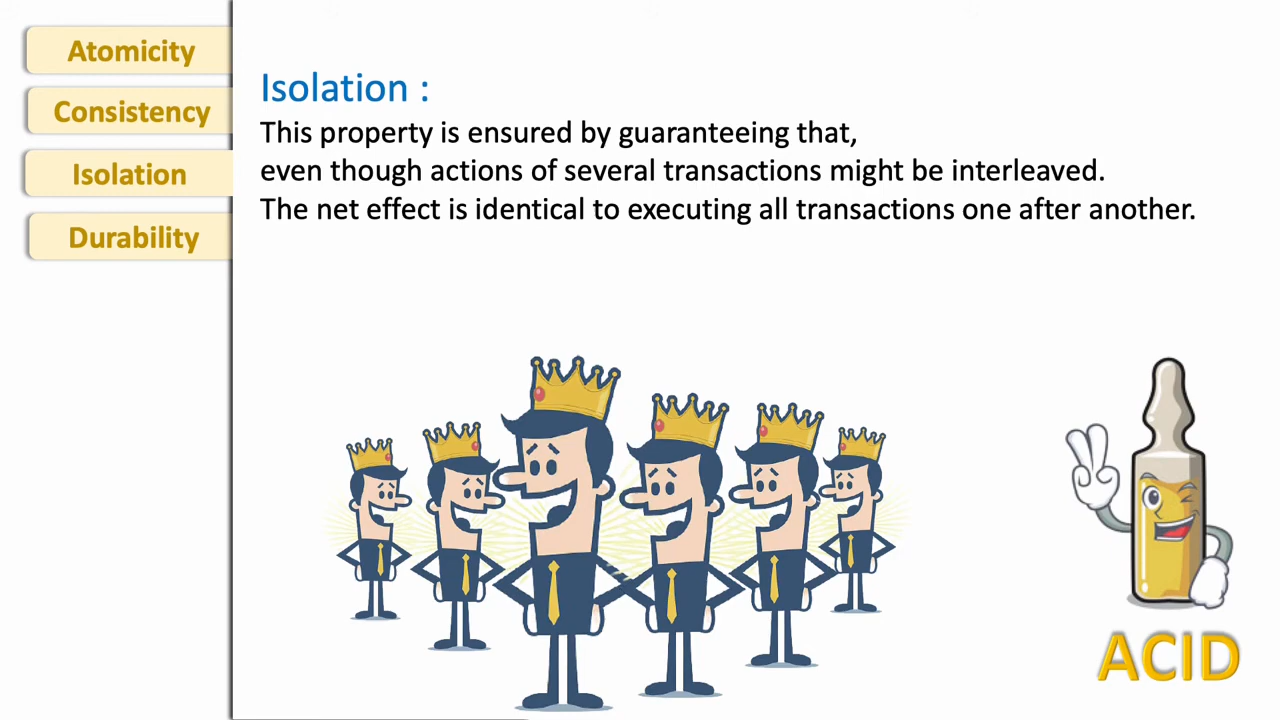 Atomicity
Consistency
Isolation
Durability
Isolation :
This property is ensured by guaranteeing that,
even though actions of several transactions might be interleaved.
The net effect is identical to executing all transactions one after another.
ACID